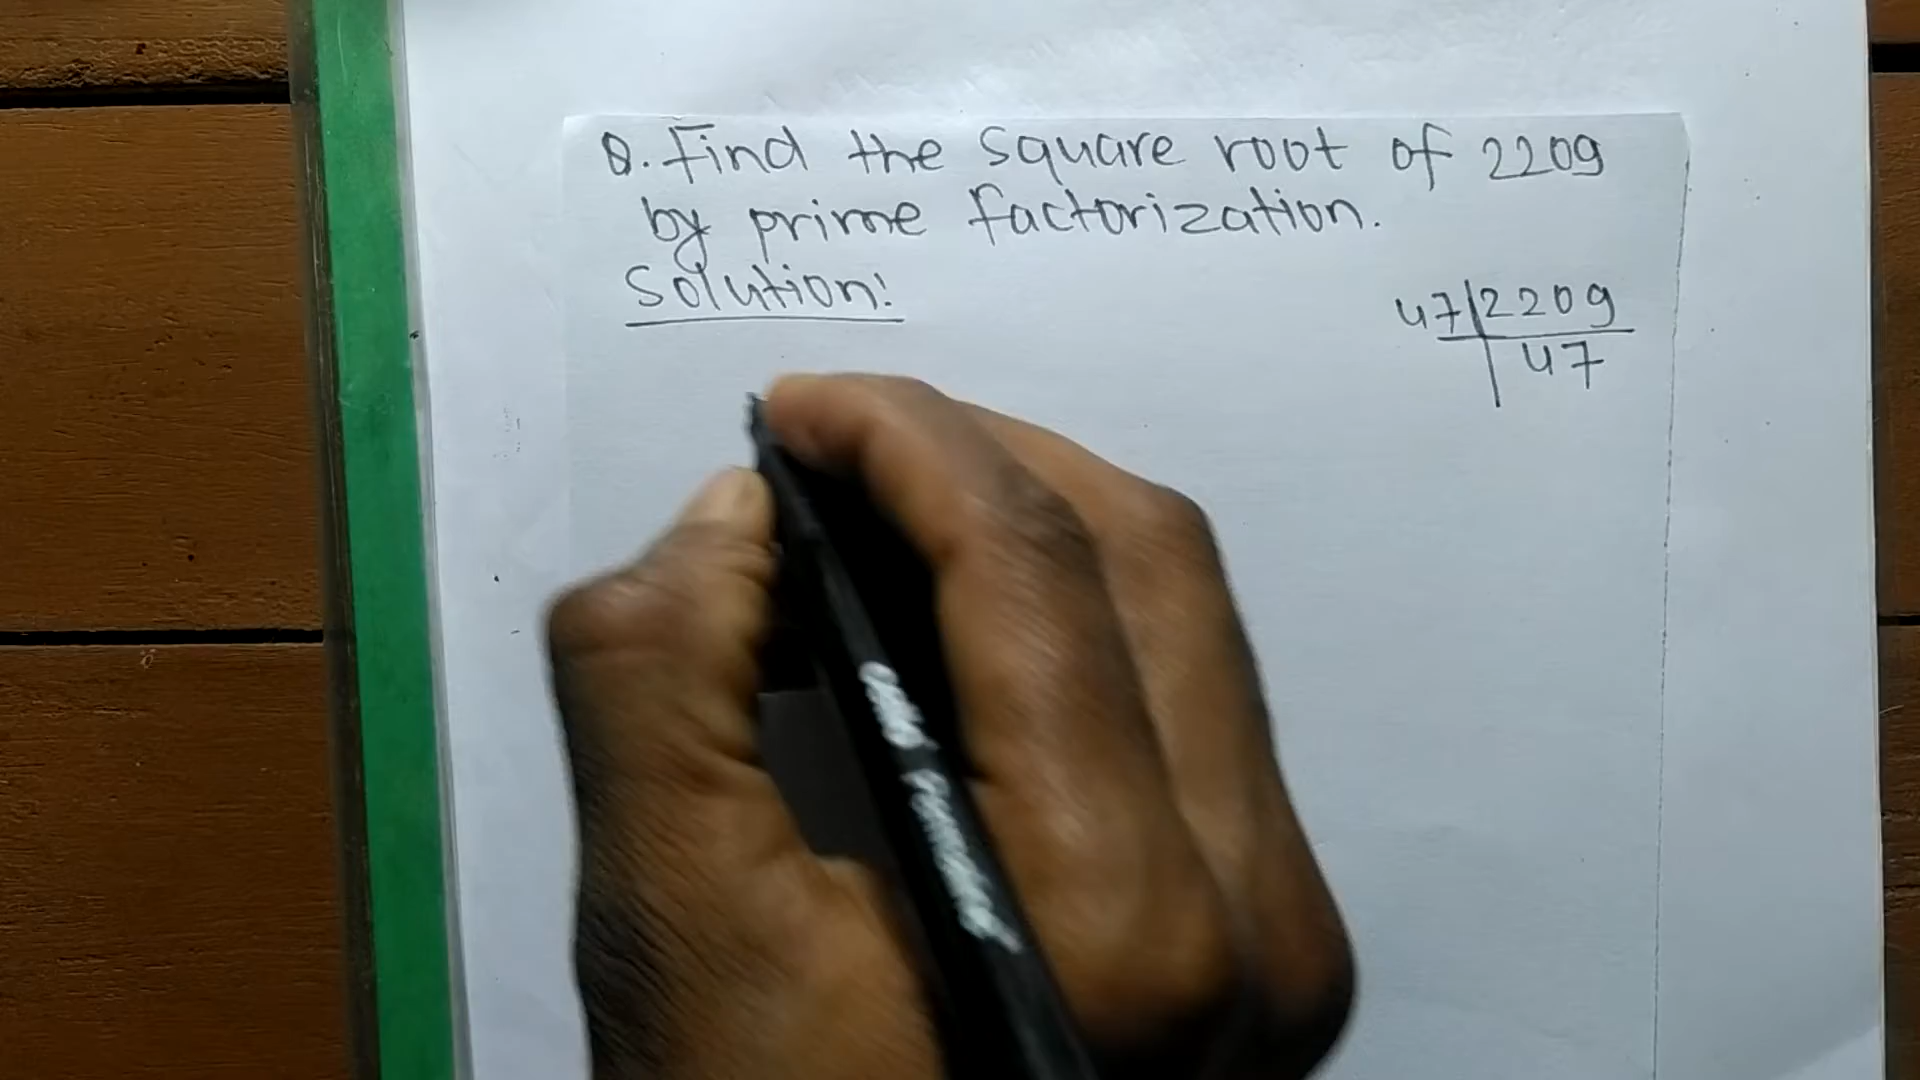 Q. Find the square root of 2209
by prime factorization.
Solution:
47|2209
47